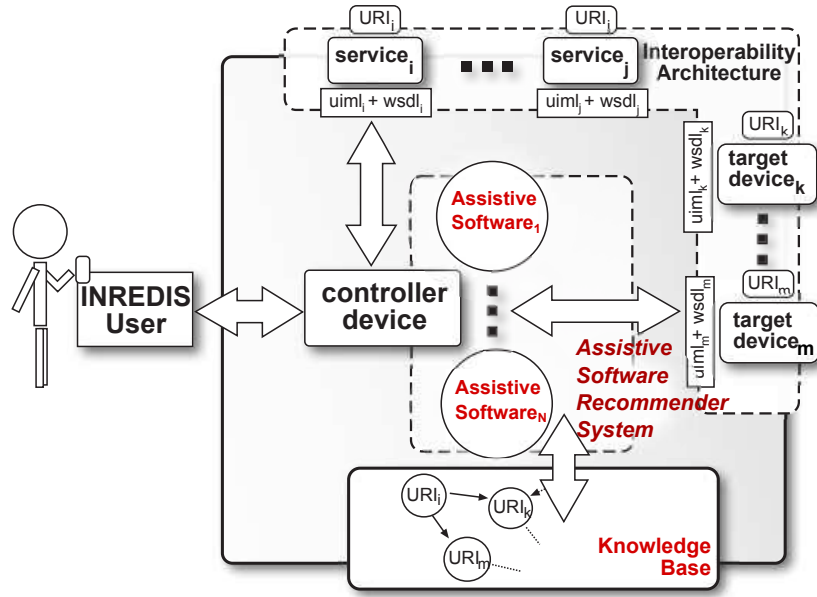 URIi
URIj
servicei
servicej
Interoperability
Architecture
uimli + wsdli
uimlj + wsdlj
URIk
target
devicek
uimlk + wsdlk
Assistive
Software1
INREDIS
User
controller
device
URIm
target
devicem
uimlm + wsdlm
Assistive
Software
Recommender
System
Assistive
SoftwareN
URIi
URIk
URIm
Knowledge
Base